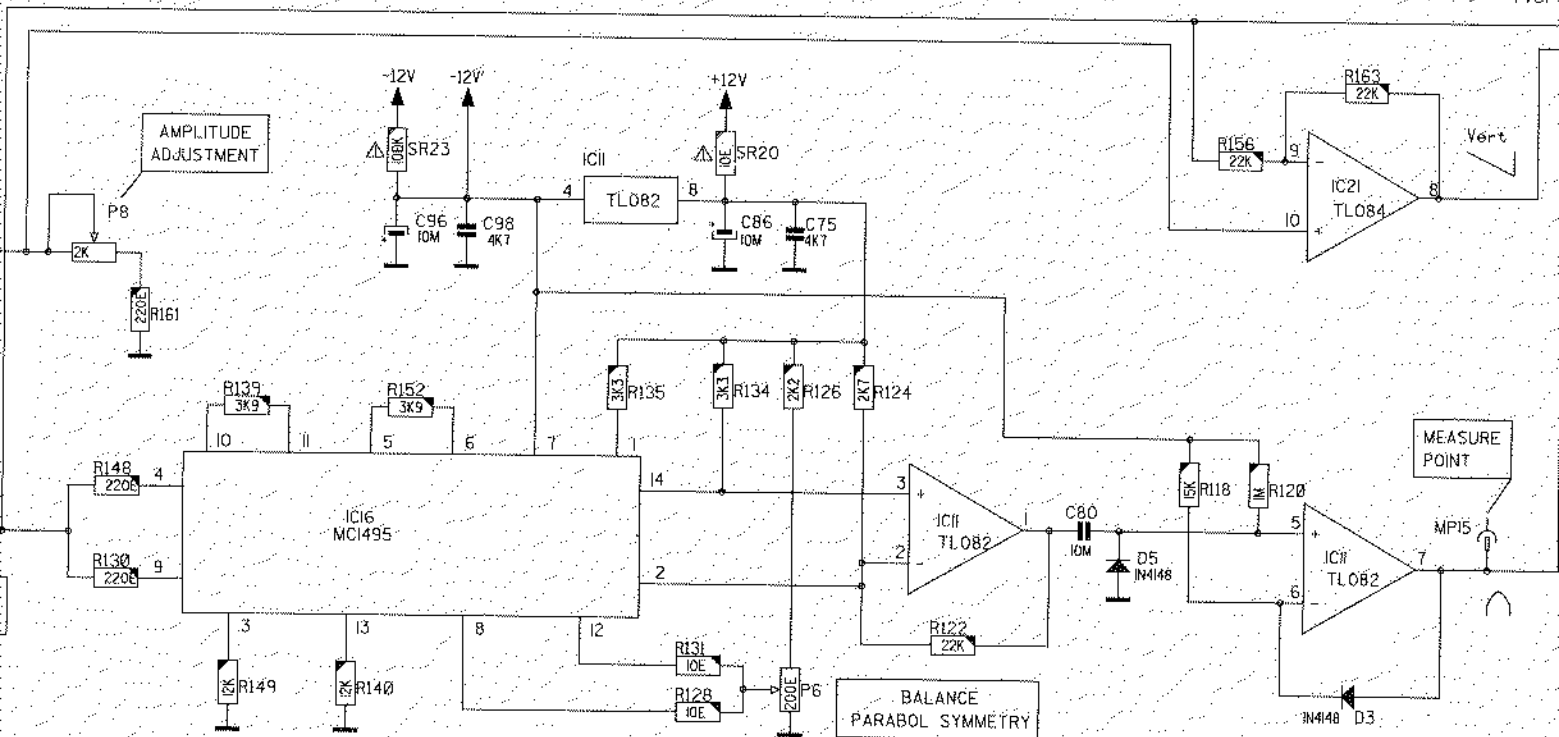 -12V
-12V
+12V
R163
22K
AMPLITUDE
ADJUSTMENT
SR23
SR20
10E
IC11
Vert
R156
22K
9
-
P8
4
TL082
8
IC21
TL084
8
2K
C96
10M
C98
4K7
C86
10M
C75
4K7
10
+
220E
R161
R139
3K9
R152
3K9
3K3
R135
3K3
R134
2K2
R126
2K7
R124
10
11
5
6
7
1
MEASURE
POINT
R148
220E
4
14
3
+
15K
R118
1M
R120
IC16
MC1495
IC11
TL082
1
C80
10M
5
+
MP15
R130
220E
9
2
2
-
D5
1N4148
IC11
TL082
7
6
-
3
13
8
12
R122
22K
12K
R149
12K
R140
R131
10E
R128
10E
200E
P6
BALANCE
PARABOL SYMMETRY
1N4148
D3